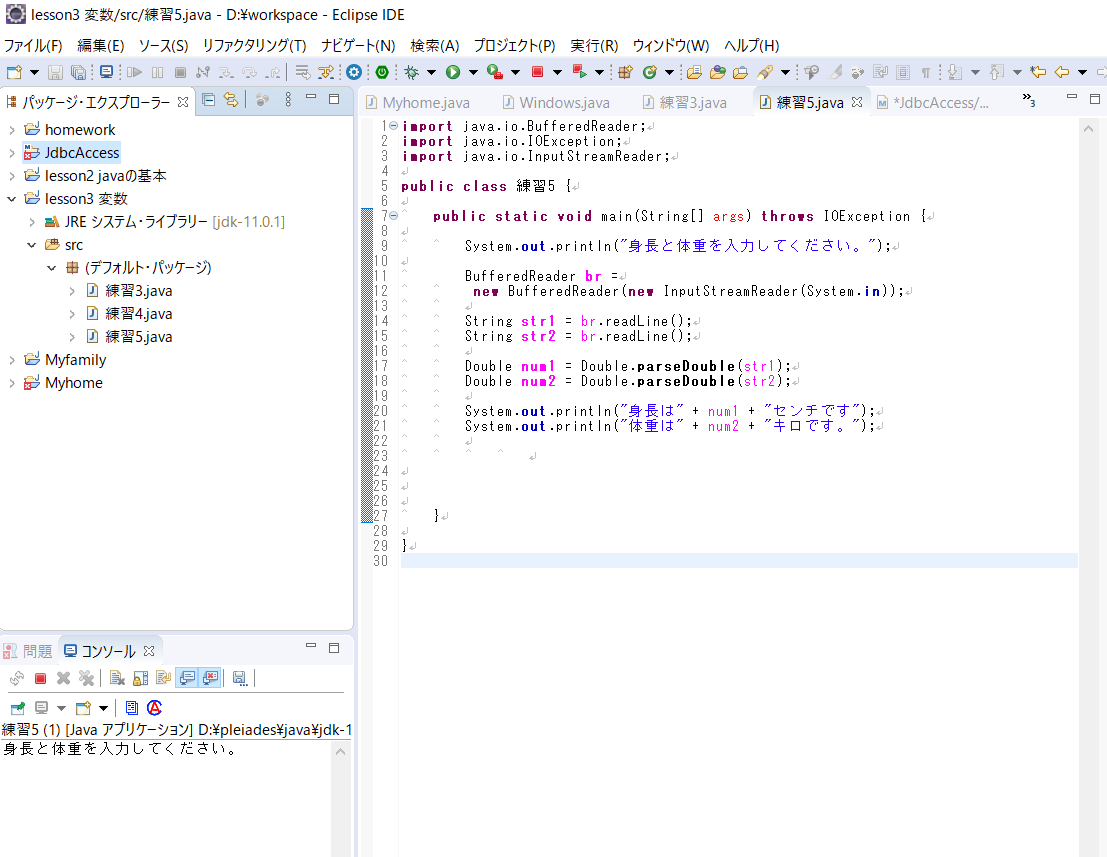 lesson3 変数/src/練習5.java - D:¥workspace - Eclipse IDE
ファイル(F) 編集(E) ソース(S) リファクタリング(T) ナビゲート(N) 検索(A) プロジェクト(P) 実行(R) ウィンドウ(W) ヘルプ(H)
パッケージ・エクスプローラー
homework
JdbcAccess
lesson2 javaの基本
lesson3 変数
JRE システム・ライブラリー [jdk-11.0.1]
src
(デフォルト・パッケージ)
練習3.java
練習4.java
練習5.java
Myfamily
Myhome
Myhome.java Windows.java 練習3.java 練習5.java *JdbcAccess/... »3
1 import java.io.BufferedReader;
2 import java.io.IOException;
3 import java.io.InputStreamReader;
4
5 public class 練習5 {
6
7 public static void main(String[] args) throws IOException {
8
9 System.out.println("身長と体重を入力してください。");
10
11 BufferedReader br =
12 new BufferedReader(new InputStreamReader(System.in));
13
14 String str1 = br.readLine();
15 String str2 = br.readLine();
16
17 Double num1 = Double.parseDouble(str1);
18 Double num2 = Double.parseDouble(str2);
19
20 System.out.println("身長は" + num1 + "センチです");
21 System.out.println("体重は" + num2 + "キロです。");
22
23
24
25
26
27 }
28
29 }
30
問題 コンソール
練習5 (1) [Java アプリケーション] D:¥pleiades¥java¥jdk-1
身長と体重を入力してください。